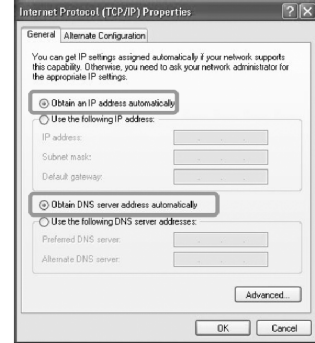 Internet Protocol (TCP/IP) Properties
General Alternate Configuration
You can get IP settings assigned automatically if your network supports
this capability. Otherwise, you need to ask your network administrator for
the appropriate IP settings.
Obtain an IP address automatically
Use the following IP address:
IP address:
Subnet mask:
Default gateway:
Obtain DNS server address automatically
Use the following DNS server addresses:
Preferred DNS server:
Alternate DNS server:
Advanced...
OK Cancel